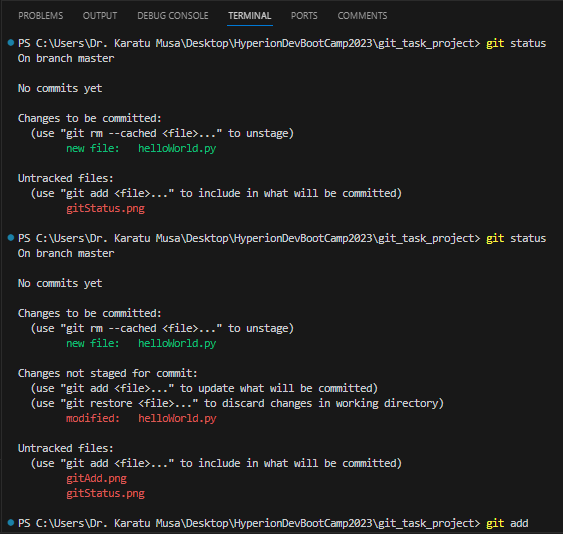 PROBLEMS OUTPUT DEBUG CONSOLE TERMINAL PORTS COMMENTS
PS C:\Users\Dr. Karatu Musa\Desktop\HyperionDevBootCamp2023\git_task_project> git status
On branch master
No commits yet
Changes to be committed:
(use "git rm --cached <file>..." to unstage)
new file: helloWorld.py
Untracked files:
(use "git add <file>..." to include in what will be committed)
gitStatus.png
PS C:\Users\Dr. Karatu Musa\Desktop\HyperionDevBootCamp2023\git_task_project> git status
On branch master
No commits yet
Changes to be committed:
(use "git rm --cached <file>..." to unstage)
new file: helloWorld.py
Changes not staged for commit:
(use "git add <file>..." to update what will be committed)
(use "git restore <file>..." to discard changes in working directory)
modified: helloWorld.py
Untracked files:
(use "git add <file>..." to include in what will be committed)
gitAdd.png
gitStatus.png
PS C:\Users\Dr. Karatu Musa\Desktop\HyperionDevBootCamp2023\git_task_project> git add